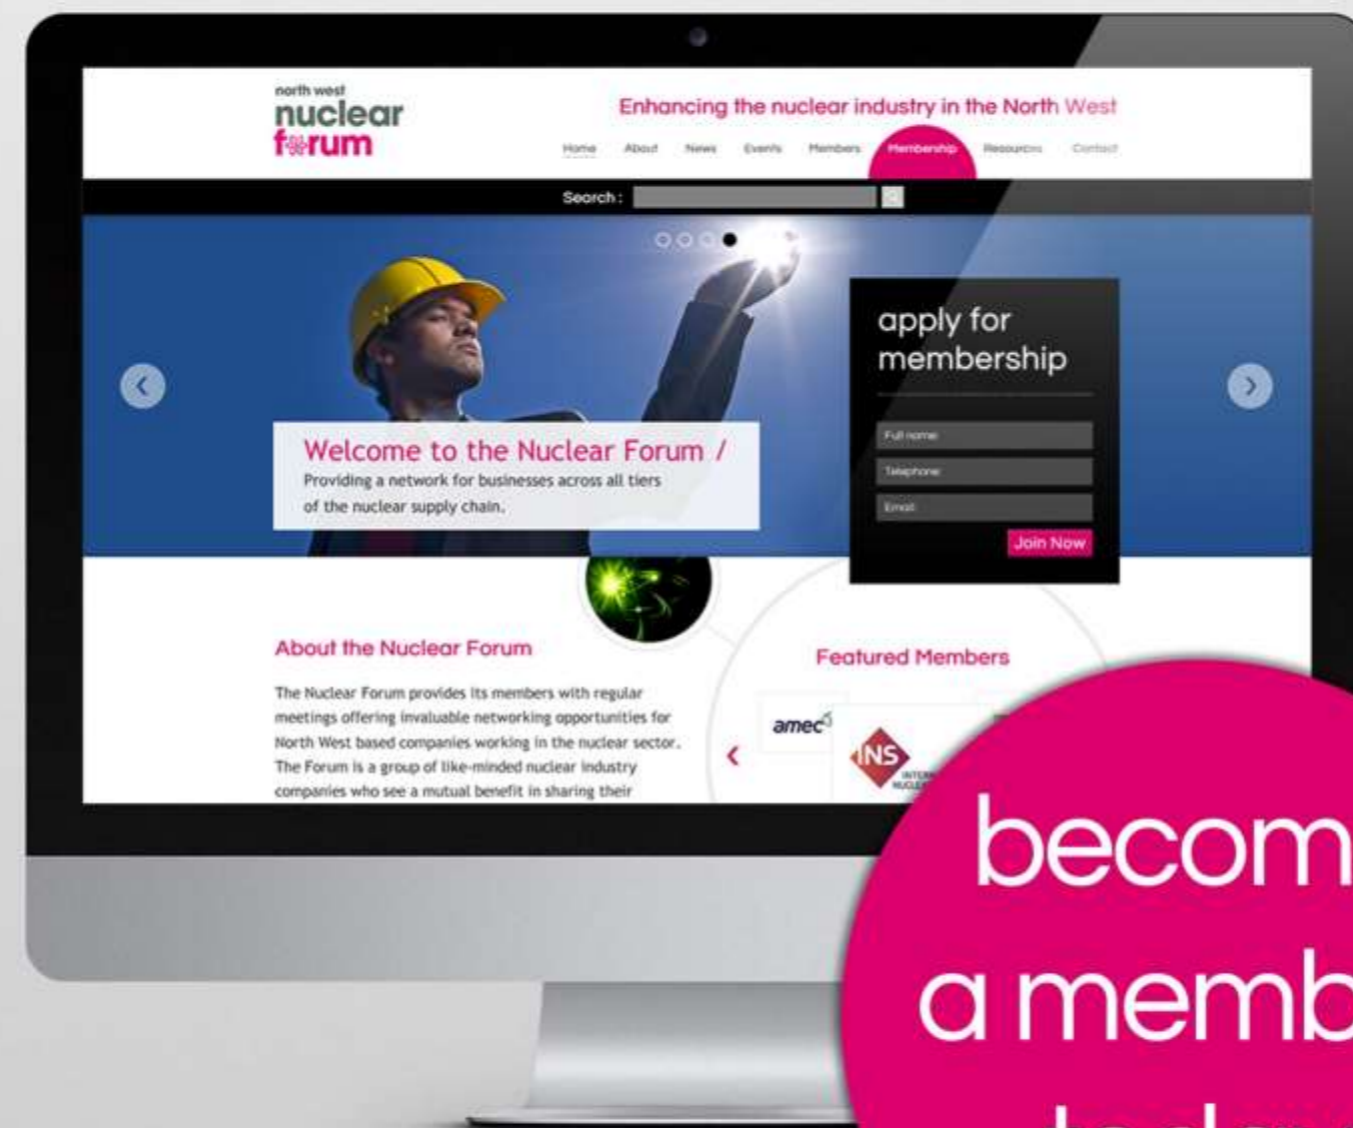 north west
nuclear
forum
Enhancing the nuclear industry in the North West
Home About News Events Members Membership Resources Contact
Search :
apply for
membership
Full name:
Telephone:
Email:
Join Now
Welcome to the Nuclear Forum /
Providing a network for businesses across all tiers
of the nuclear supply chain.
About the Nuclear Forum
The Nuclear Forum provides its members with regular
meetings offering invaluable networking opportunities for
North West based companies working in the nuclear sector.
The Forum is a group of like-minded nuclear industry
companies who see a mutual benefit in sharing their
Featured Members
amec
INS
becom
a memb